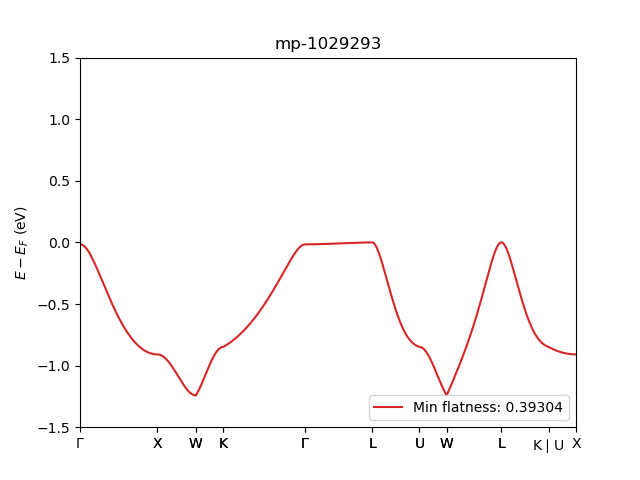 mp-1029293
1.5
1.0
0.5
0.0
−0.5
−1.0
−1.5
E − E_F (eV)
Min flatness: 0.39304
Γ X W K Γ L U W L K | U X